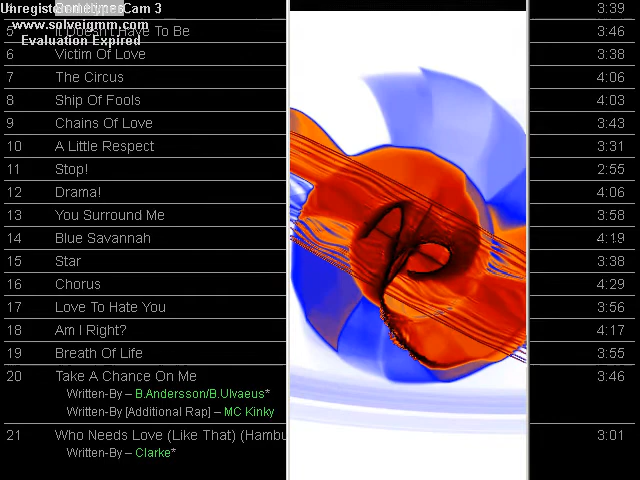 Unregistered HyperCam 3
3:39
www.solveigmm.com
5 It Doesn't Have To Be 3:46
Evaluation Expired
6 Victim Of Love 3:38
7 The Circus 4:06
8 Ship Of Fools 4:03
9 Chains Of Love 3:43
10 A Little Respect 3:31
11 Stop! 2:55
12 Drama! 4:06
13 You Surround Me 3:58
14 Blue Savannah 4:19
15 Star 3:38
16 Chorus 4:29
17 Love To Hate You 3:56
18 Am I Right? 4:17
19 Breath Of Life 3:55
20 Take A Chance On Me 3:46
Written-By – B.Andersson/B.Ulvaeus*
Written-By [Additional Rap] – MC Kinky
21 Who Needs Love (Like That) (Hambu 3:01
Written-By – Clarke*